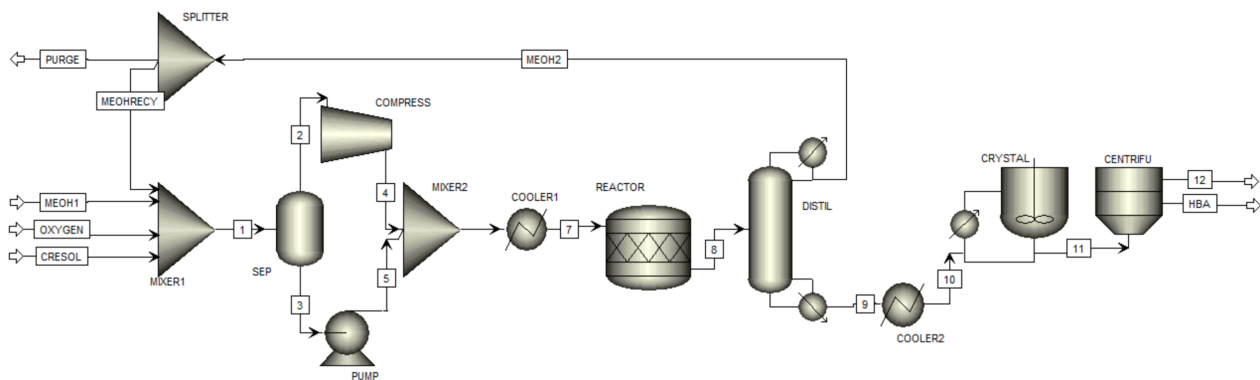 SPLITTER
PURGE
MEOH2
MEOHRECY
COMPRESS
2
4
MIXER2
COOLER1
REACTOR
DISTIL
CRYSTAL
CENTRIFU
12
HBA
MEOH1
OXYGEN
CRESOL
MIXER1
1
SEP
3
5
PUMP
7
8
9
COOLER2
10
11